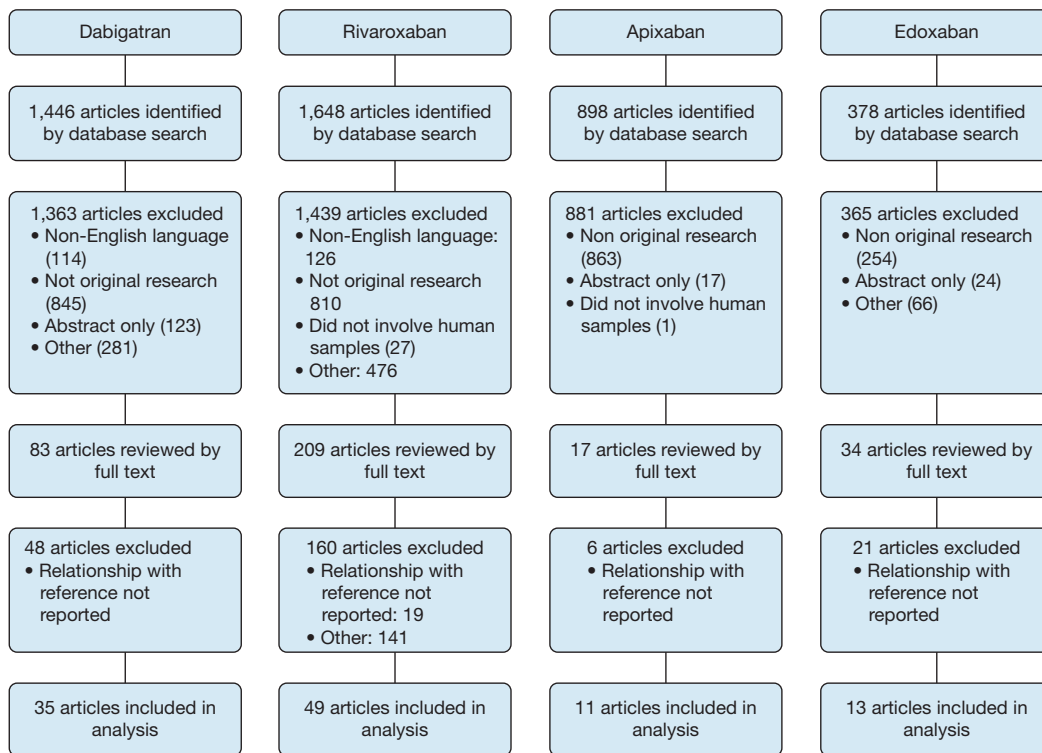 Dabigatran
1,446 articles identified
by database search
1,363 articles excluded
• Non-English language
(114)
• Not original research
(845)
• Abstract only (123)
• Other (281)
83 articles reviewed by
full text
48 articles excluded
• Relationship with
reference not
reported
35 articles included in
analysis
Rivaroxaban
1,648 articles identified
by database search
1,439 articles excluded
• Non-English language:
126
• Not original research
810
• Did not involve human
samples (27)
• Other: 476
209 articles reviewed by
full text
160 articles excluded
• Relationship with
reference not
reported: 19
• Other: 141
49 articles included in
analysis
Apixaban
898 articles identified
by database search
881 articles excluded
• Non original research
(863)
• Abstract only (17)
• Did not involve human
samples (1)
17 articles reviewed by
full text
6 articles excluded
• Relationship with
reference not
reported
11 articles included in
analysis
Edoxaban
378 articles identified
by database search
365 articles excluded
• Non original research
(254)
• Abstract only (24)
• Other (66)
34 articles reviewed by
full text
21 articles excluded
• Relationship with
reference not
reported
13 articles included in
analysis